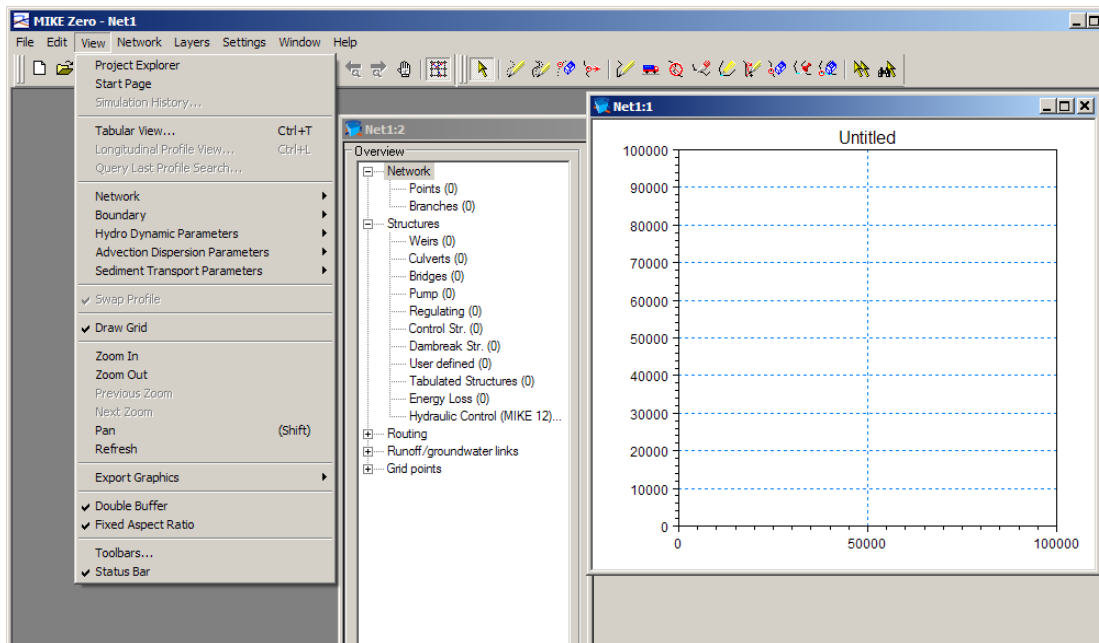 MIKE Zero - Net1
File Edit View Network Layers Settings Window Help
Project Explorer
Start Page
Simulation History...
Tabular View... Ctrl+T
Longitudinal Profile View... Ctrl+L
Query Last Profile Search...
Network
Boundary
Hydro Dynamic Parameters
Advection Dispersion Parameters
Sediment Transport Parameters
Swap Profile
Draw Grid
Zoom In
Zoom Out
Previous Zoom
Next Zoom
Pan (Shift)
Refresh
Export Graphics
Double Buffer
Fixed Aspect Ratio
Toolbars...
Status Bar
Net1:2
Overview
Network
Points (0)
Branches (0)
Structures
Weirs (0)
Culverts (0)
Bridges (0)
Pump (0)
Regulating (0)
Control Str. (0)
Dambreak Str. (0)
User defined (0)
Tabulated Structures (0)
Energy Loss (0)
Hydraulic Control (MIKE 12)...
Routing
Runoff/groundwater links
Grid points
Net1:1
Untitled
100000
90000
80000
70000
60000
50000
40000
30000
20000
10000
0
0 50000 100000